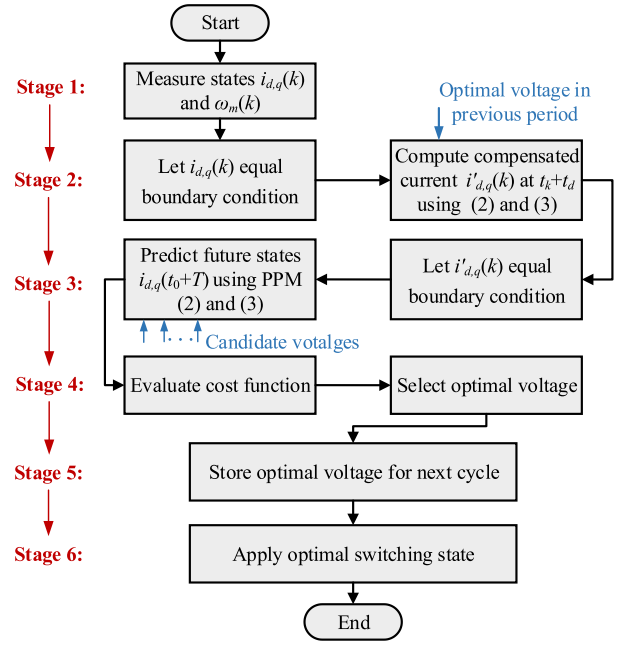 Start
Stage 1:
Measure states i_{d,q}(k)
and ω_m(k)
Optimal voltage in
previous period
Stage 2:
Let i_{d,q}(k) equal
boundary condition
Compute compensated
current i'_{d,q}(k) at t_k+t_d
using (2) and (3)
Stage 3:
Predict future states
i_{d,q}(t_0+T) using PPM
(2) and (3)
Let i'_{d,q}(k) equal
boundary condition
· · ·
Candidate votalges
Stage 4:
Evaluate cost function
Select optimal voltage
Stage 5:
Store optimal voltage for next cycle
Stage 6:
Apply optimal switching state
End